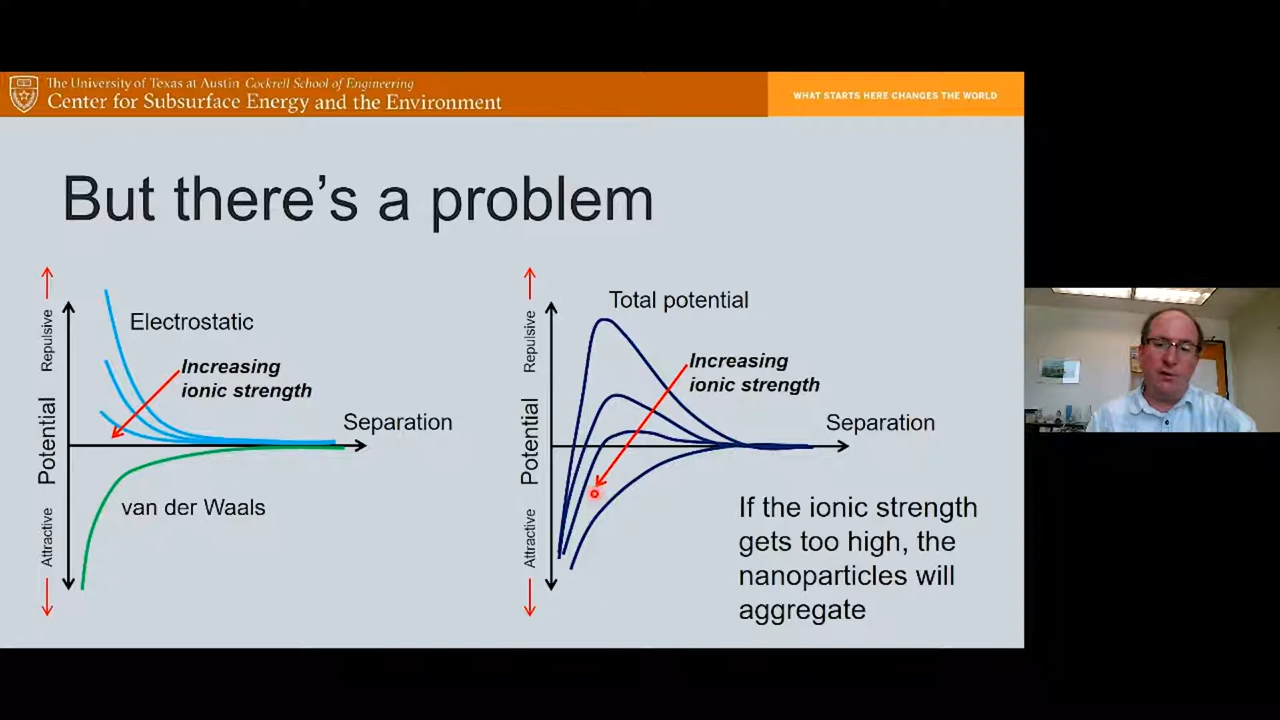 The University of Texas at Austin Cockrell School of Engineering
Center for Subsurface Energy and the Environment
WHAT STARTS HERE CHANGES THE WORLD
But there's a problem
Repulsive
Potential
Attractive
Electrostatic
Increasing
ionic strength
Separation
van der Waals
Repulsive
Potential
Attractive
Total potential
Increasing
ionic strength
Separation
If the ionic strength
gets too high, the
nanoparticles will
aggregate